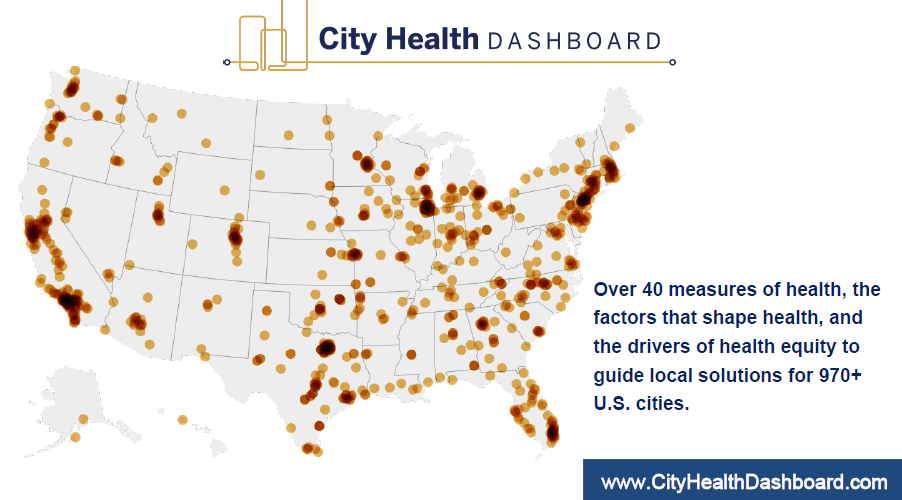 City Health DASHBOARD
Over 40 measures of health, the
factors that shape health, and
the drivers of health equity to
guide local solutions for 970+
U.S. cities.
www.CityHealthDashboard.com